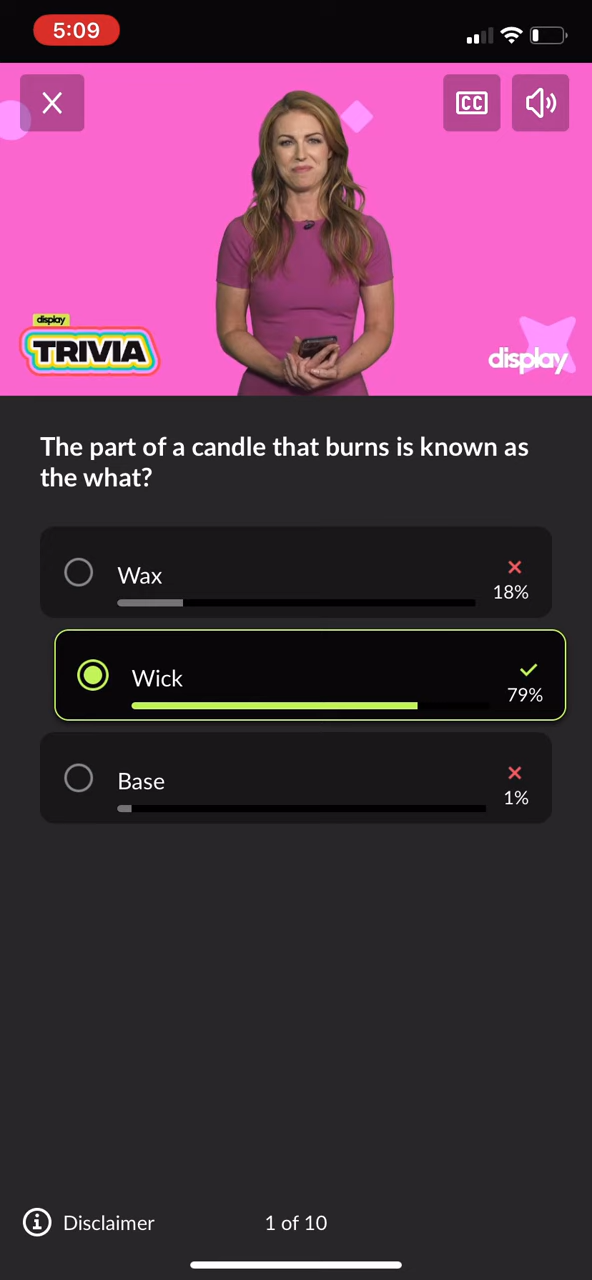 5:09
CC
display
TRIVIA
display
The part of a candle that burns is known as
the what?
Wax
18%
Wick
79%
Base
1%
Disclaimer
1 of 10